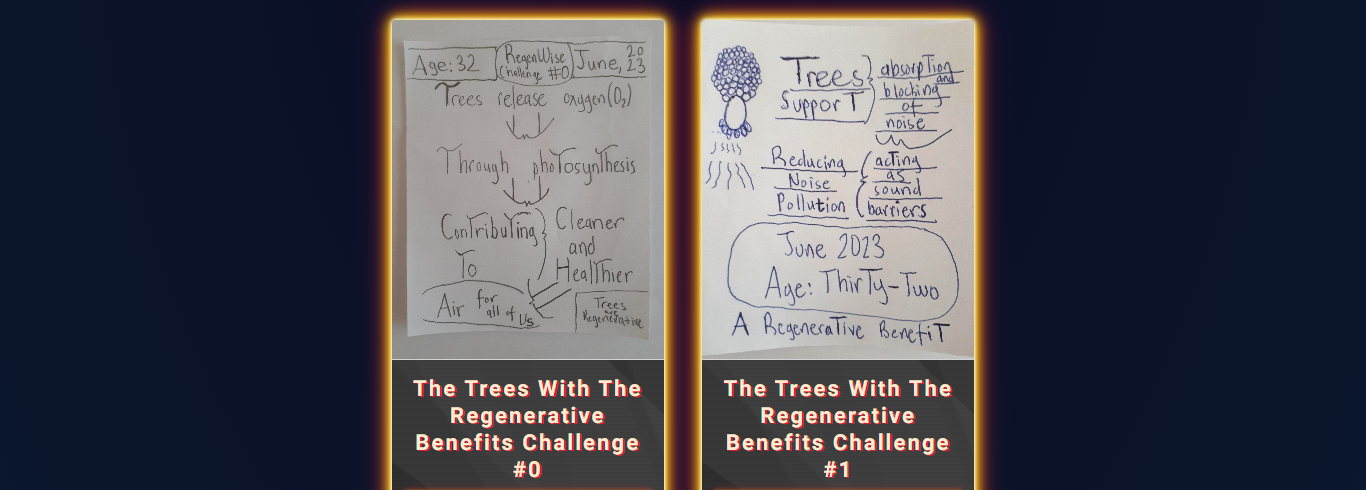 Age: 32
RegenWise
Challenge #0
June, 2023
Trees release oxygen (O2)
Through photosynthesis
Contributing
To
Cleaner
and
Healthier
Air for
all of Us
Trees
are
Regenerative
The Trees With The
Regenerative
Benefits Challenge
#0
Trees
Support
absorption
and
blocking
of
noise
Reducing
Noise
Pollution
acting
as
sound
barriers
June 2023
Age: Thirty-Two
A Regenerative Benefit
The Trees With The
Regenerative
Benefits Challenge
#1